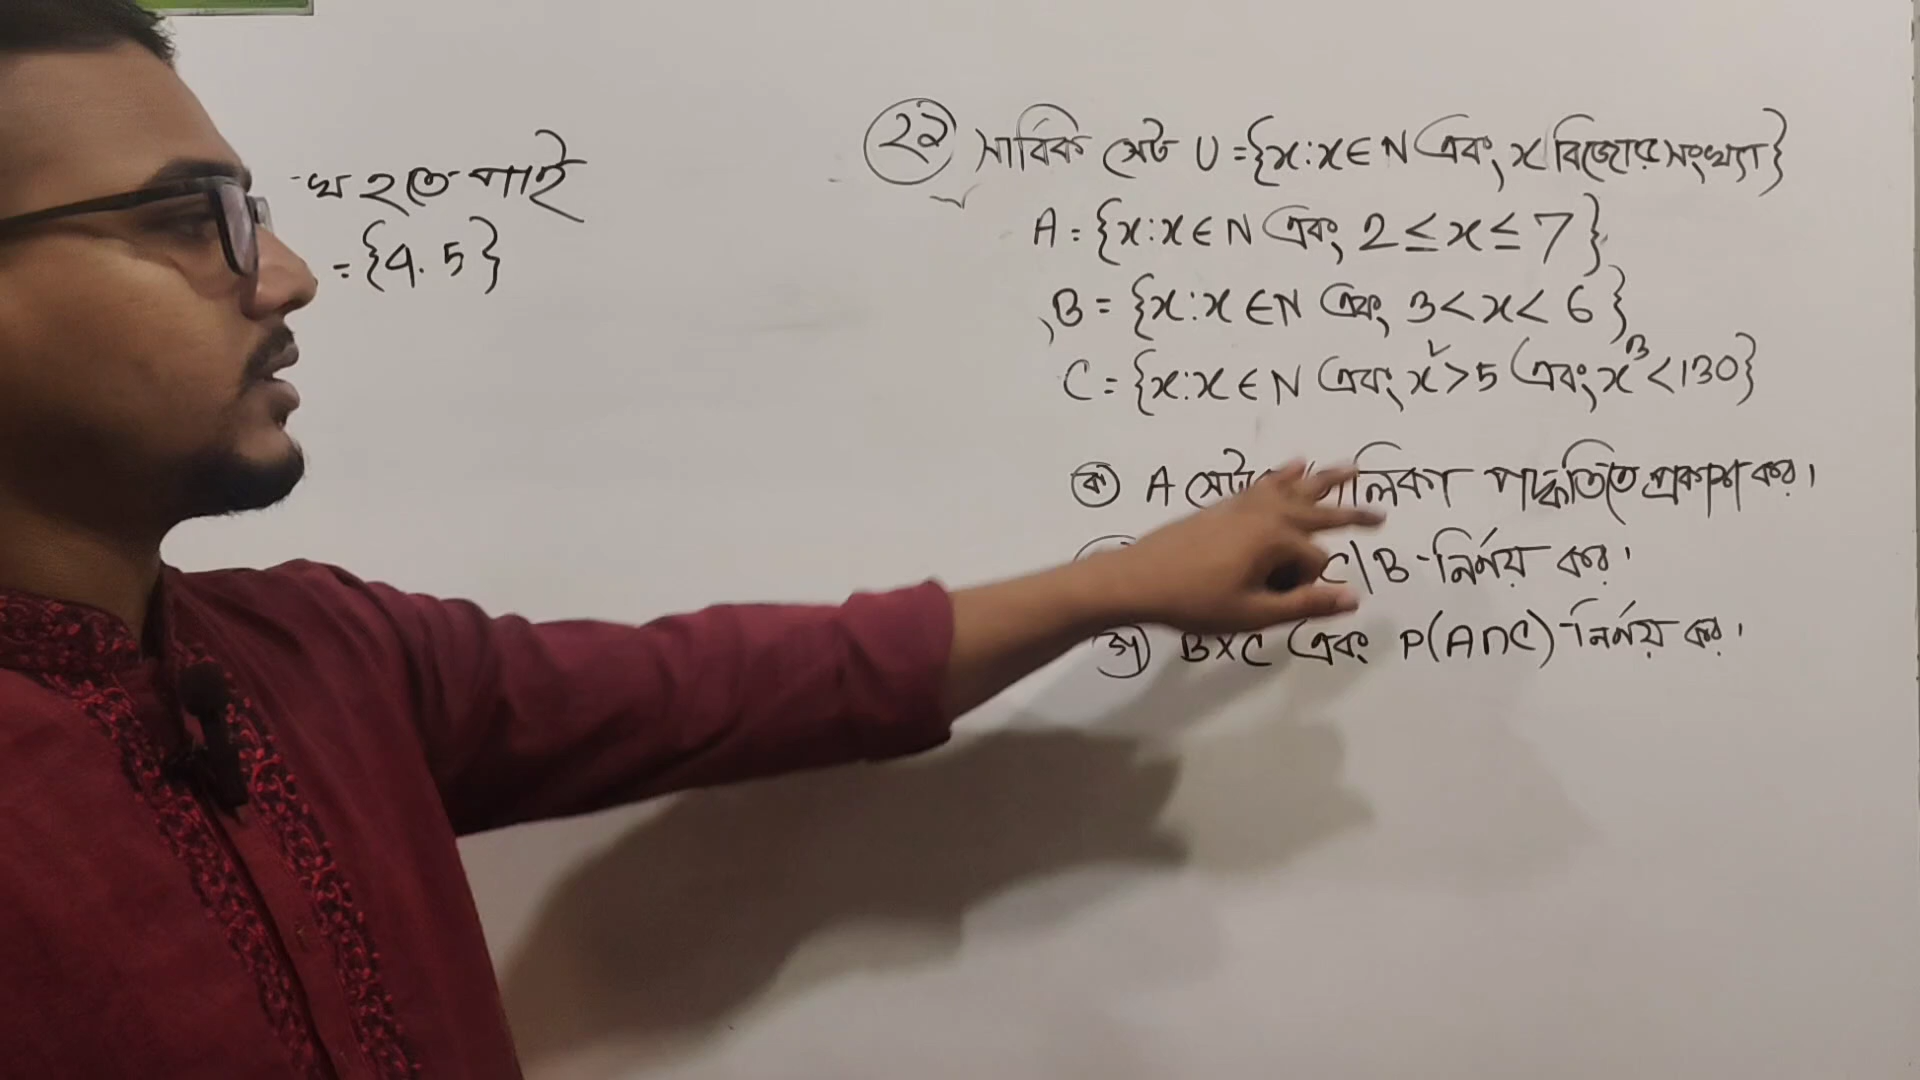 খ হতে পাই
= {4. 5}
২২ সার্বিক সেট U = {x : x ∈ N এবং x বিজোড় সংখ্যা}
A = {x : x ∈ N এবং 2 ≤ x ≤ 7}
B = {x : x ∈ N এবং 3 < x < 6}
C = {x : x ∈ N এবং x² > 5 এবং x³ < 130}
ক A পদ্ধতিতে প্রকাশ কর।
C\B নির্ণয় কর।
গ B×C এবং P(A∩C) নির্ণয় কর।